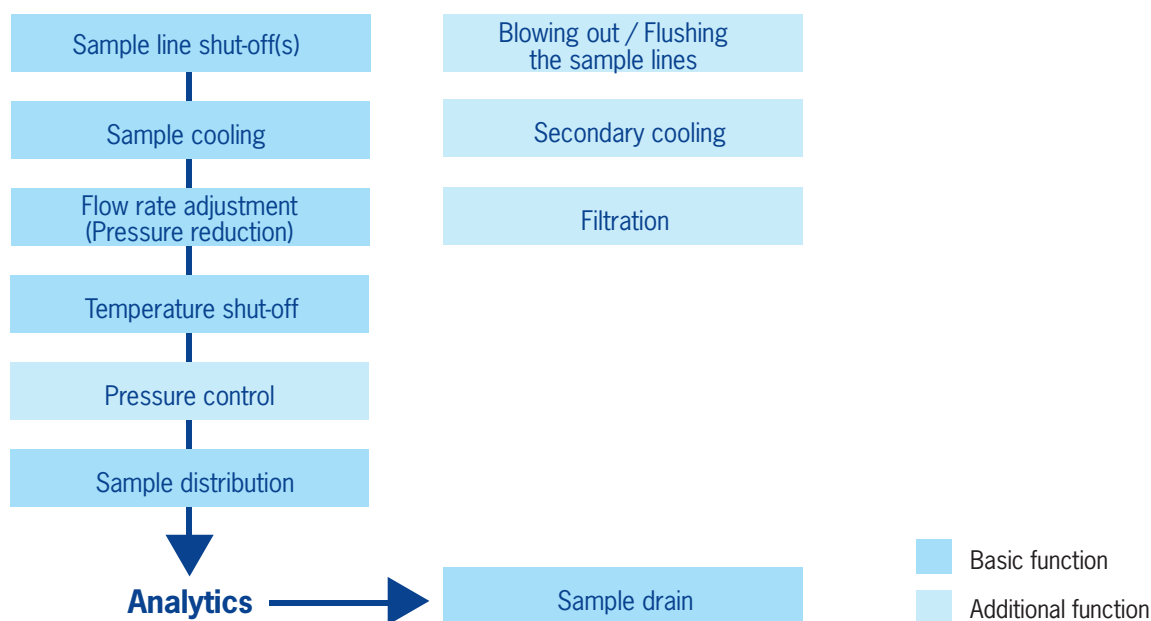 Sample line shut-off(s)
Blowing out / Flushing
the sample lines
Sample cooling
Secondary cooling
Flow rate adjustment
(Pressure reduction)
Filtration
Temperature shut-off
Pressure control
Sample distribution
Analytics
Sample drain
Basic function
Additional function